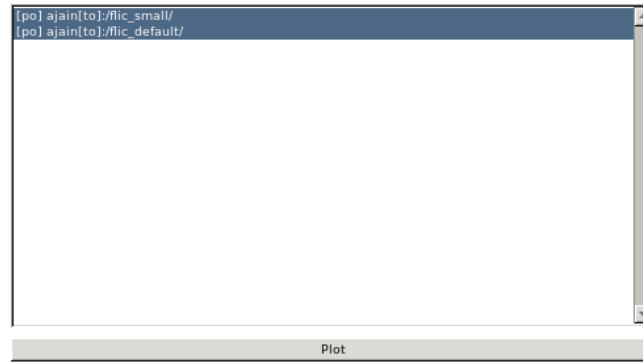 [po] ajain[to]:/flic_small/
[po] ajain[to]:/flic_default/
Plot